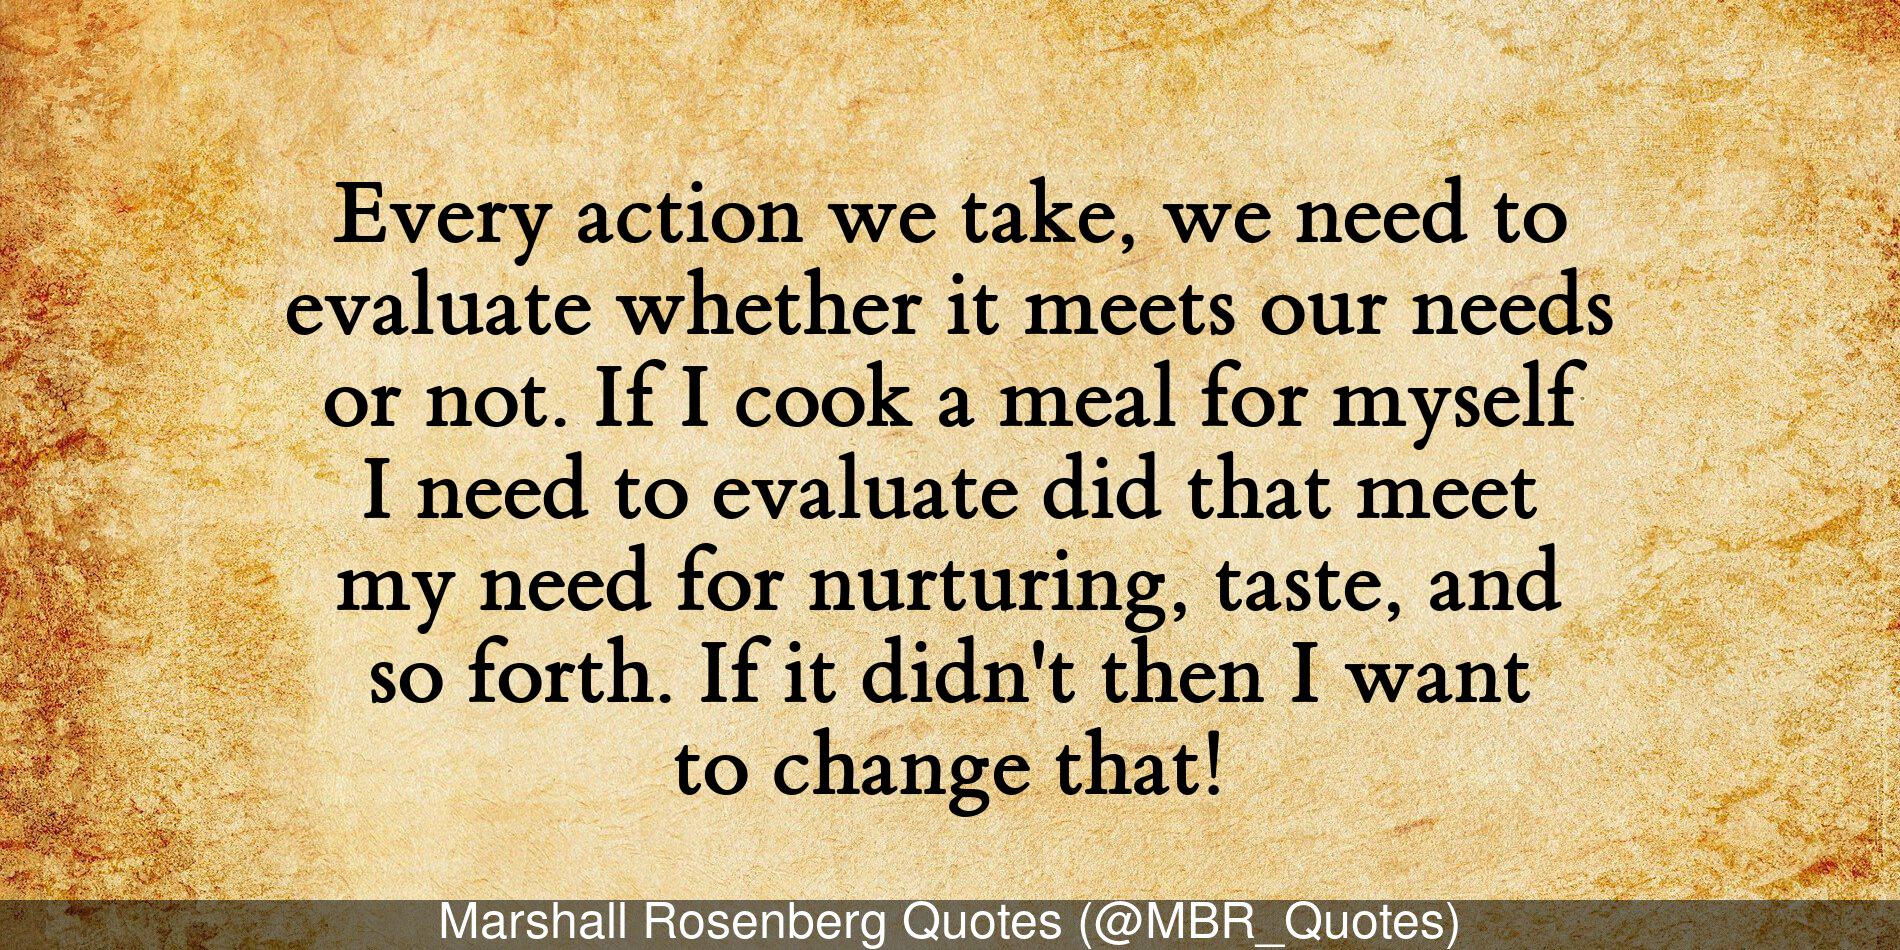 Every action we take, we need to
evaluate whether it meets our needs
or not. If I cook a meal for myself
I need to evaluate did that meet
my need for nurturing, taste, and
so forth. If it didn't then I want
to change that!
Marshall Rosenberg Quotes (@MBR_Quotes)